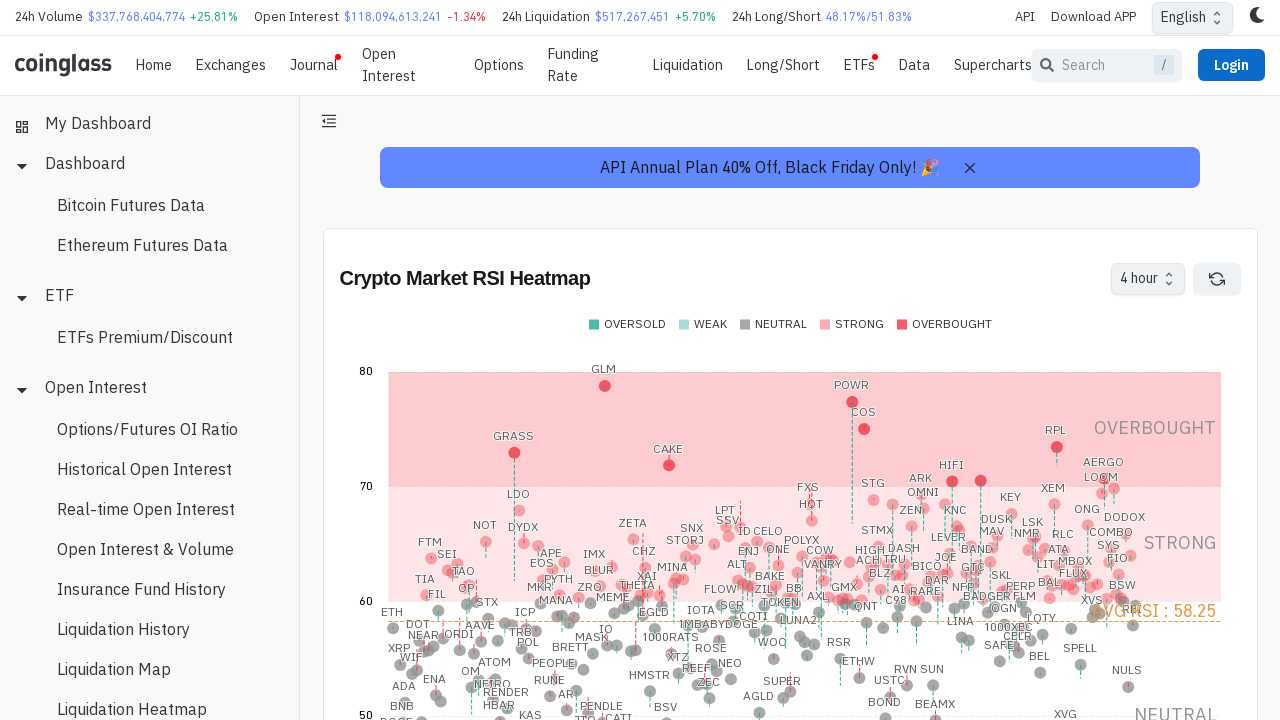 24h Volume $337,768,404,774 +25.81% Open Interest $118,094,613,241 -1.34% 24h Liquidation $517,267,451 +5.70% 24h Long/Short 48.17%/51.83% API Download APP English
coinglass Home Exchanges Journal Open Interest Options Funding Rate Liquidation Long/Short ETFs Data Supercharts Search / Login
My Dashboard
Dashboard
Bitcoin Futures Data
Ethereum Futures Data
ETF
ETFs Premium/Discount
Open Interest
Options/Futures OI Ratio
Historical Open Interest
Real-time Open Interest
Open Interest & Volume
Insurance Fund History
Liquidation History
Liquidation Map
Liquidation Heatmap
API Annual Plan 40% Off, Black Friday Only! 🎉
Crypto Market RSI Heatmap
4 hour
OVERSOLD WEAK NEUTRAL STRONG OVERBOUGHT
80
GLM
POWR
COS
OVERBOUGHT
RPL
GRASS
CAKE
HIFI
AERGO
ARK
LOOM
STG
70
FXS
OMNI
KEY
XEM
LDO
HOT
LPT
ZEN
KNC
ONG
NOT
DYDX
ZETA
SNX
SSV
ID
CELO
STMX
DUSK
LSK
DODOX
MAV
NMR
RLC
COMBO
LEVER
FTM
STORJ
POLYX
STRONG
SEI
APE
IMX
CHZ
ENJ
ONE
COW
HIGH
DASH
BAND
ATA
SYS
EOS
BLUR
MINA
ALT
VANRY
ACH
TRU
JOE
GTC
LIT
MBOX
FIO
TIA
TAO
PYTH
XAI
BAKE
BLZ
BICO
SKL
FLUX
FIL
OP
MKR
ZRO
THETA
FLOW
ZIL
BB
GMX
AI
DAR
NFP
PERP
BAL
BSW
STX
MANA
MEME
SCR
TOKEN
AXL
QNT
C98
RARE
BADGER
FLM
XVS
60
ETH
ICP
EGLD
IOTA
COTI
LUNA2
LINA
OGN
LQTY
REI
AVG RSI : 58.25
DOT
AAVE
TRB
IO
1MBABYDOGE
1000XEC
NEAR
ORDI
POL
MASK
1000RATS
WOO
RSR
CELR
XRP
WIF
BRETT
ROSE
SAFE
SPELL
ATOM
PEOPLE
XTZ
NEO
ETHW
BEL
ADA
ENA
OM
RUNE
HMSTR
REEF
SUPER
USTC
RVN
SUN
NULS
RENDER
AR
ZEC
AGLD
BNB
HBAR
PENDLE
BSV
BOND
BEAMX
50
KAS
CATI
XVG
NEUTRAL